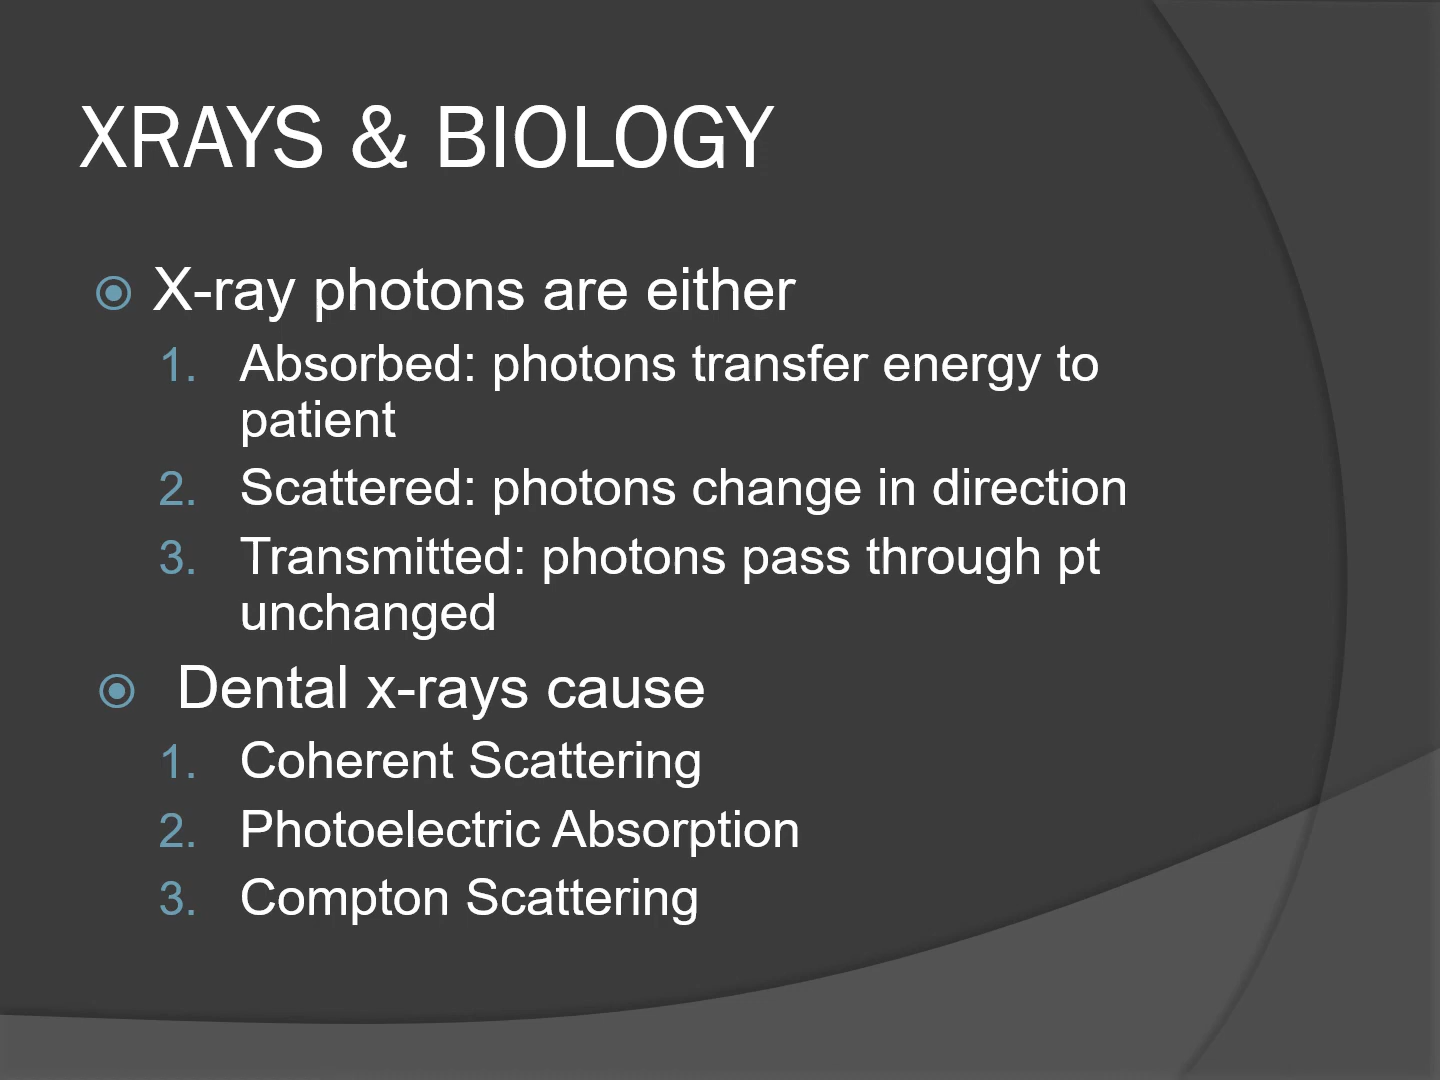 XRAYS & BIOLOGY
X-ray photons are either
1. Absorbed: photons transfer energy to
patient
2. Scattered: photons change in direction
3. Transmitted: photons pass through pt
unchanged
Dental x-rays cause
1. Coherent Scattering
2. Photoelectric Absorption
3. Compton Scattering